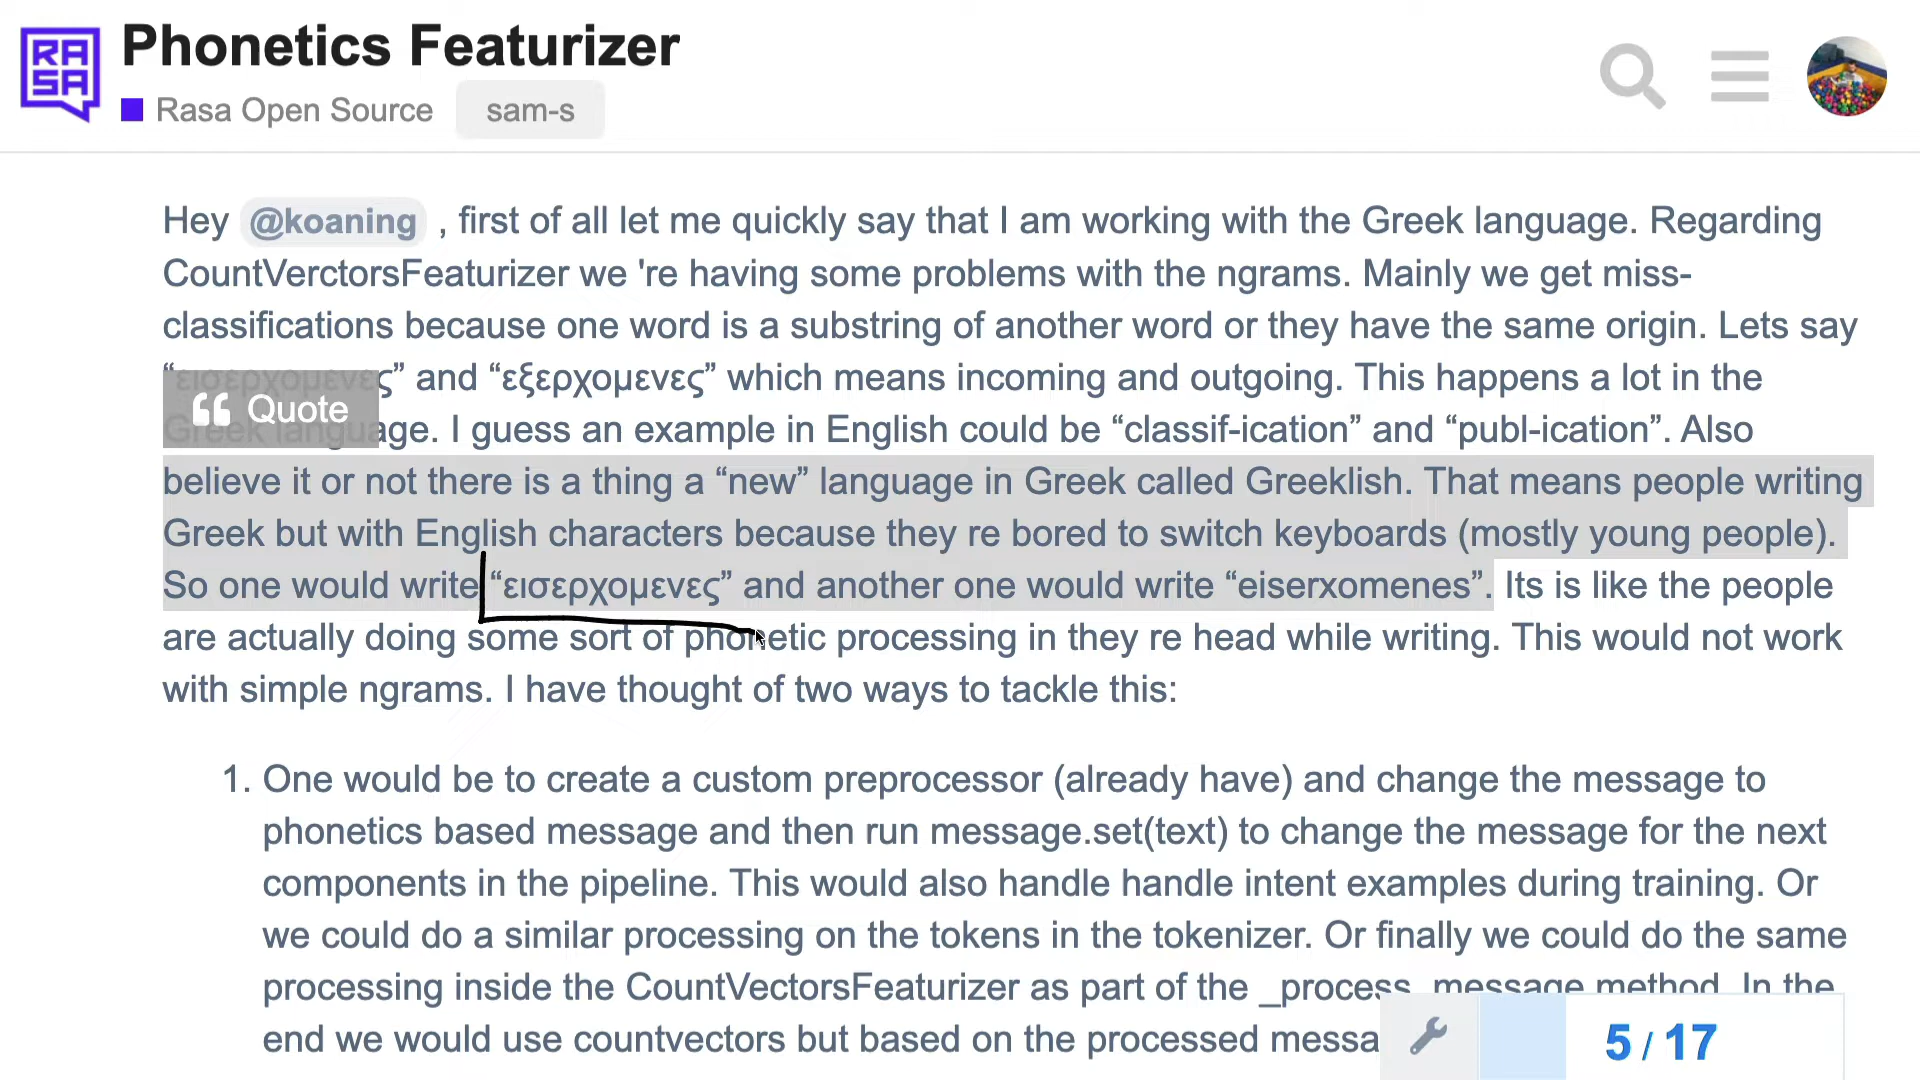 RASA
Phonetics Featurizer
Rasa Open Source sam-s
Hey @koaning , first of all let me quickly say that I am working with the Greek language. Regarding
CountVerctorsFeaturizer we 're having some problems with the ngrams. Mainly we get miss-
classifications because one word is a substring of another word or they have the same origin. Lets say
“εισερχομενες” and “εξερχομενες” which means incoming and outgoing. This happens a lot in the
Quote
Greek language. I guess an example in English could be “classif-ication” and “publ-ication”. Also
believe it or not there is a thing a “new” language in Greek called Greeklish. That means people writing
Greek but with English characters because they re bored to switch keyboards (mostly young people).
So one would write “εισερχομενες” and another one would write “eiserxomenes”. Its is like the people
are actually doing some sort of phonetic processing in they re head while writing. This would not work
with simple ngrams. I have thought of two ways to tackle this:
1. One would be to create a custom preprocessor (already have) and change the message to
phonetics based message and then run message.set(text) to change the message for the next
components in the pipeline. This would also handle handle intent examples during training. Or
we could do a similar processing on the tokens in the tokenizer. Or finally we could do the same
processing inside the CountVectorsFeaturizer as part of the _process_message method. In the
end we would use countvectors but based on the processed messa
5 / 17